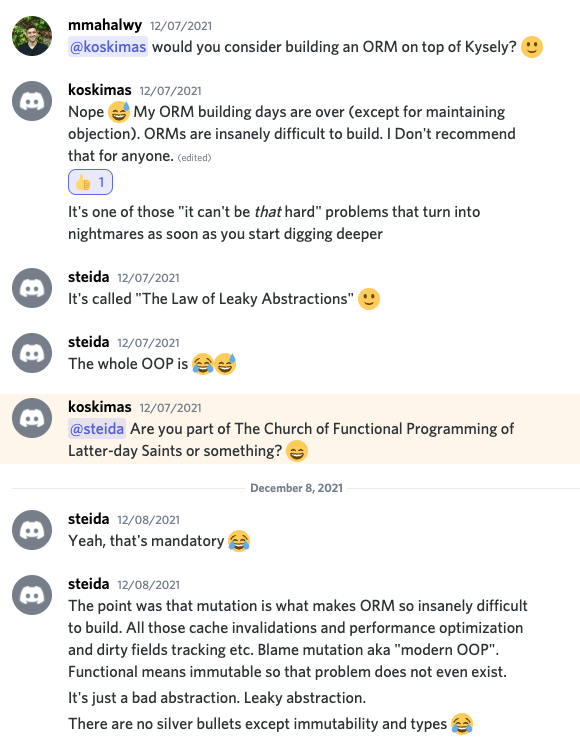 mmahalwy 12/07/2021
@koskimas would you consider building an ORM on top of Kysely? 🙂
koskimas 12/07/2021
Nope 😅 My ORM building days are over (except for maintaining
objection). ORMs are insanely difficult to build. I Don't recommend
that for anyone. (edited)
👍 1
It's one of those "it can't be that hard" problems that turn into
nightmares as soon as you start digging deeper
steida 12/07/2021
It's called "The Law of Leaky Abstractions" 🙂
steida 12/07/2021
The whole OOP is 😂😅
koskimas 12/07/2021
@steida Are you part of The Church of Functional Programming of
Latter-day Saints or something? 😄
December 8, 2021
steida 12/08/2021
Yeah, that's mandatory 😂
steida 12/08/2021
The point was that mutation is what makes ORM so insanely difficult
to build. All those cache invalidations and performance optimization
and dirty fields tracking etc. Blame mutation aka "modern OOP".
Functional means immutable so that problem does not even exist.
It's just a bad abstraction. Leaky abstraction.
There are no silver bullets except immutability and types 😂